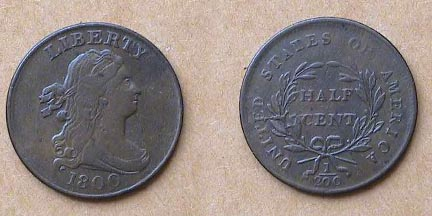 LIBERTY
1800
UNITED STATES OF AMERICA
HALF
CENT
1
200